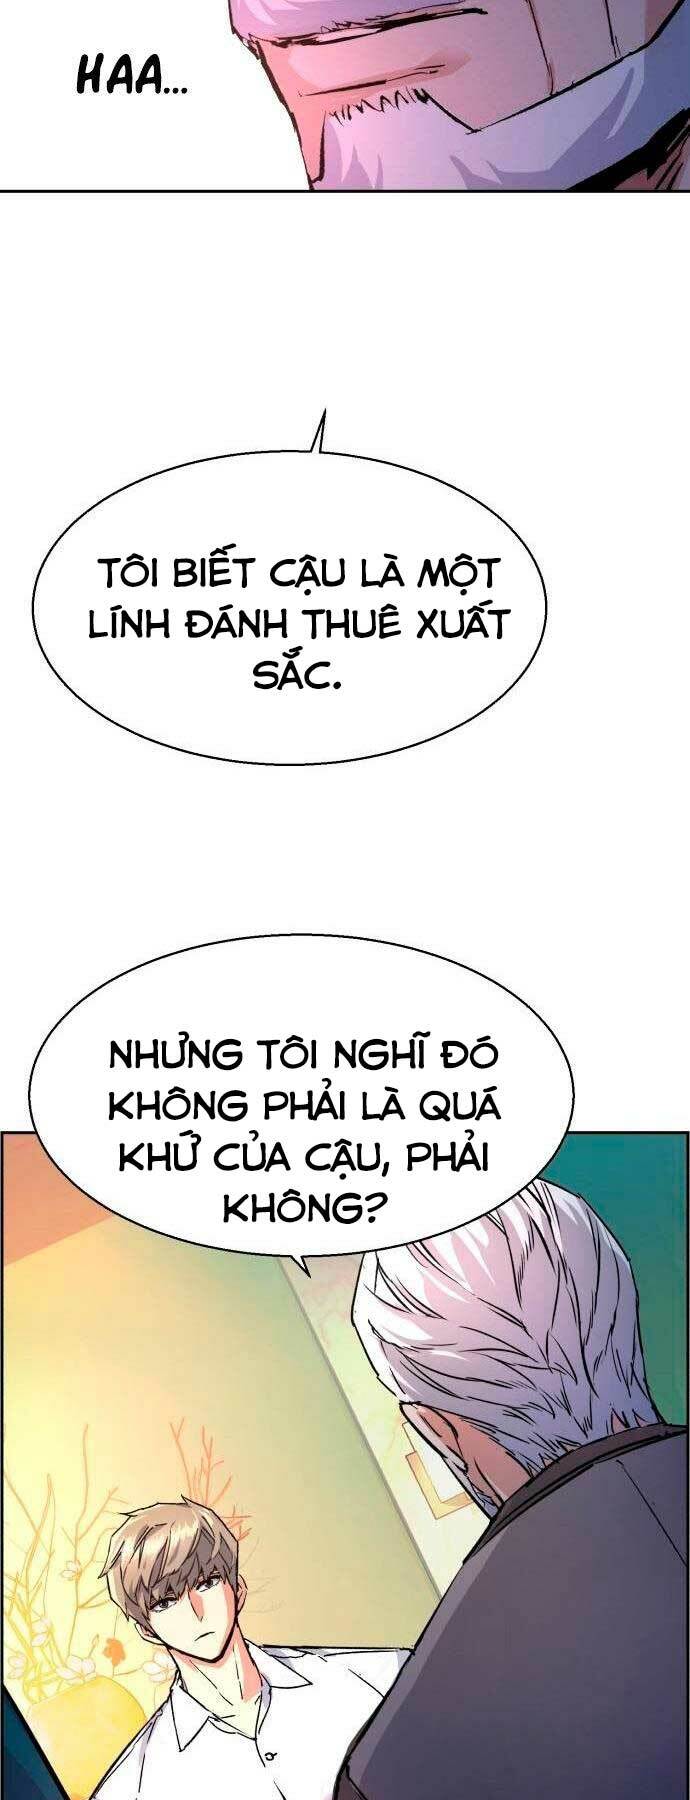 HAA...
TÔI BIẾT CẬU LÀ MỘT
LÍNH ĐÁNH THUÊ XUẤT
SẮC.
NHƯNG TÔI NGHĨ ĐÓ
KHÔNG PHẢI LÀ QUÁ
KHỨ CỦA CẬU, PHẢI
KHÔNG?